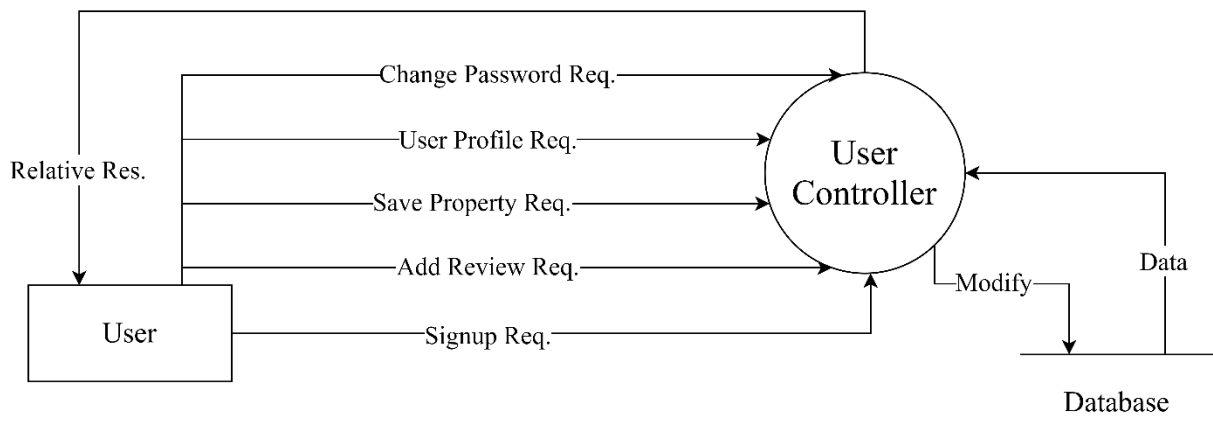 Change Password Req.
User Profile Req.
Relative Res.
User
Controller
Save Property Req.
Add Review Req.
Data
Modify
User
Signup Req.
Database